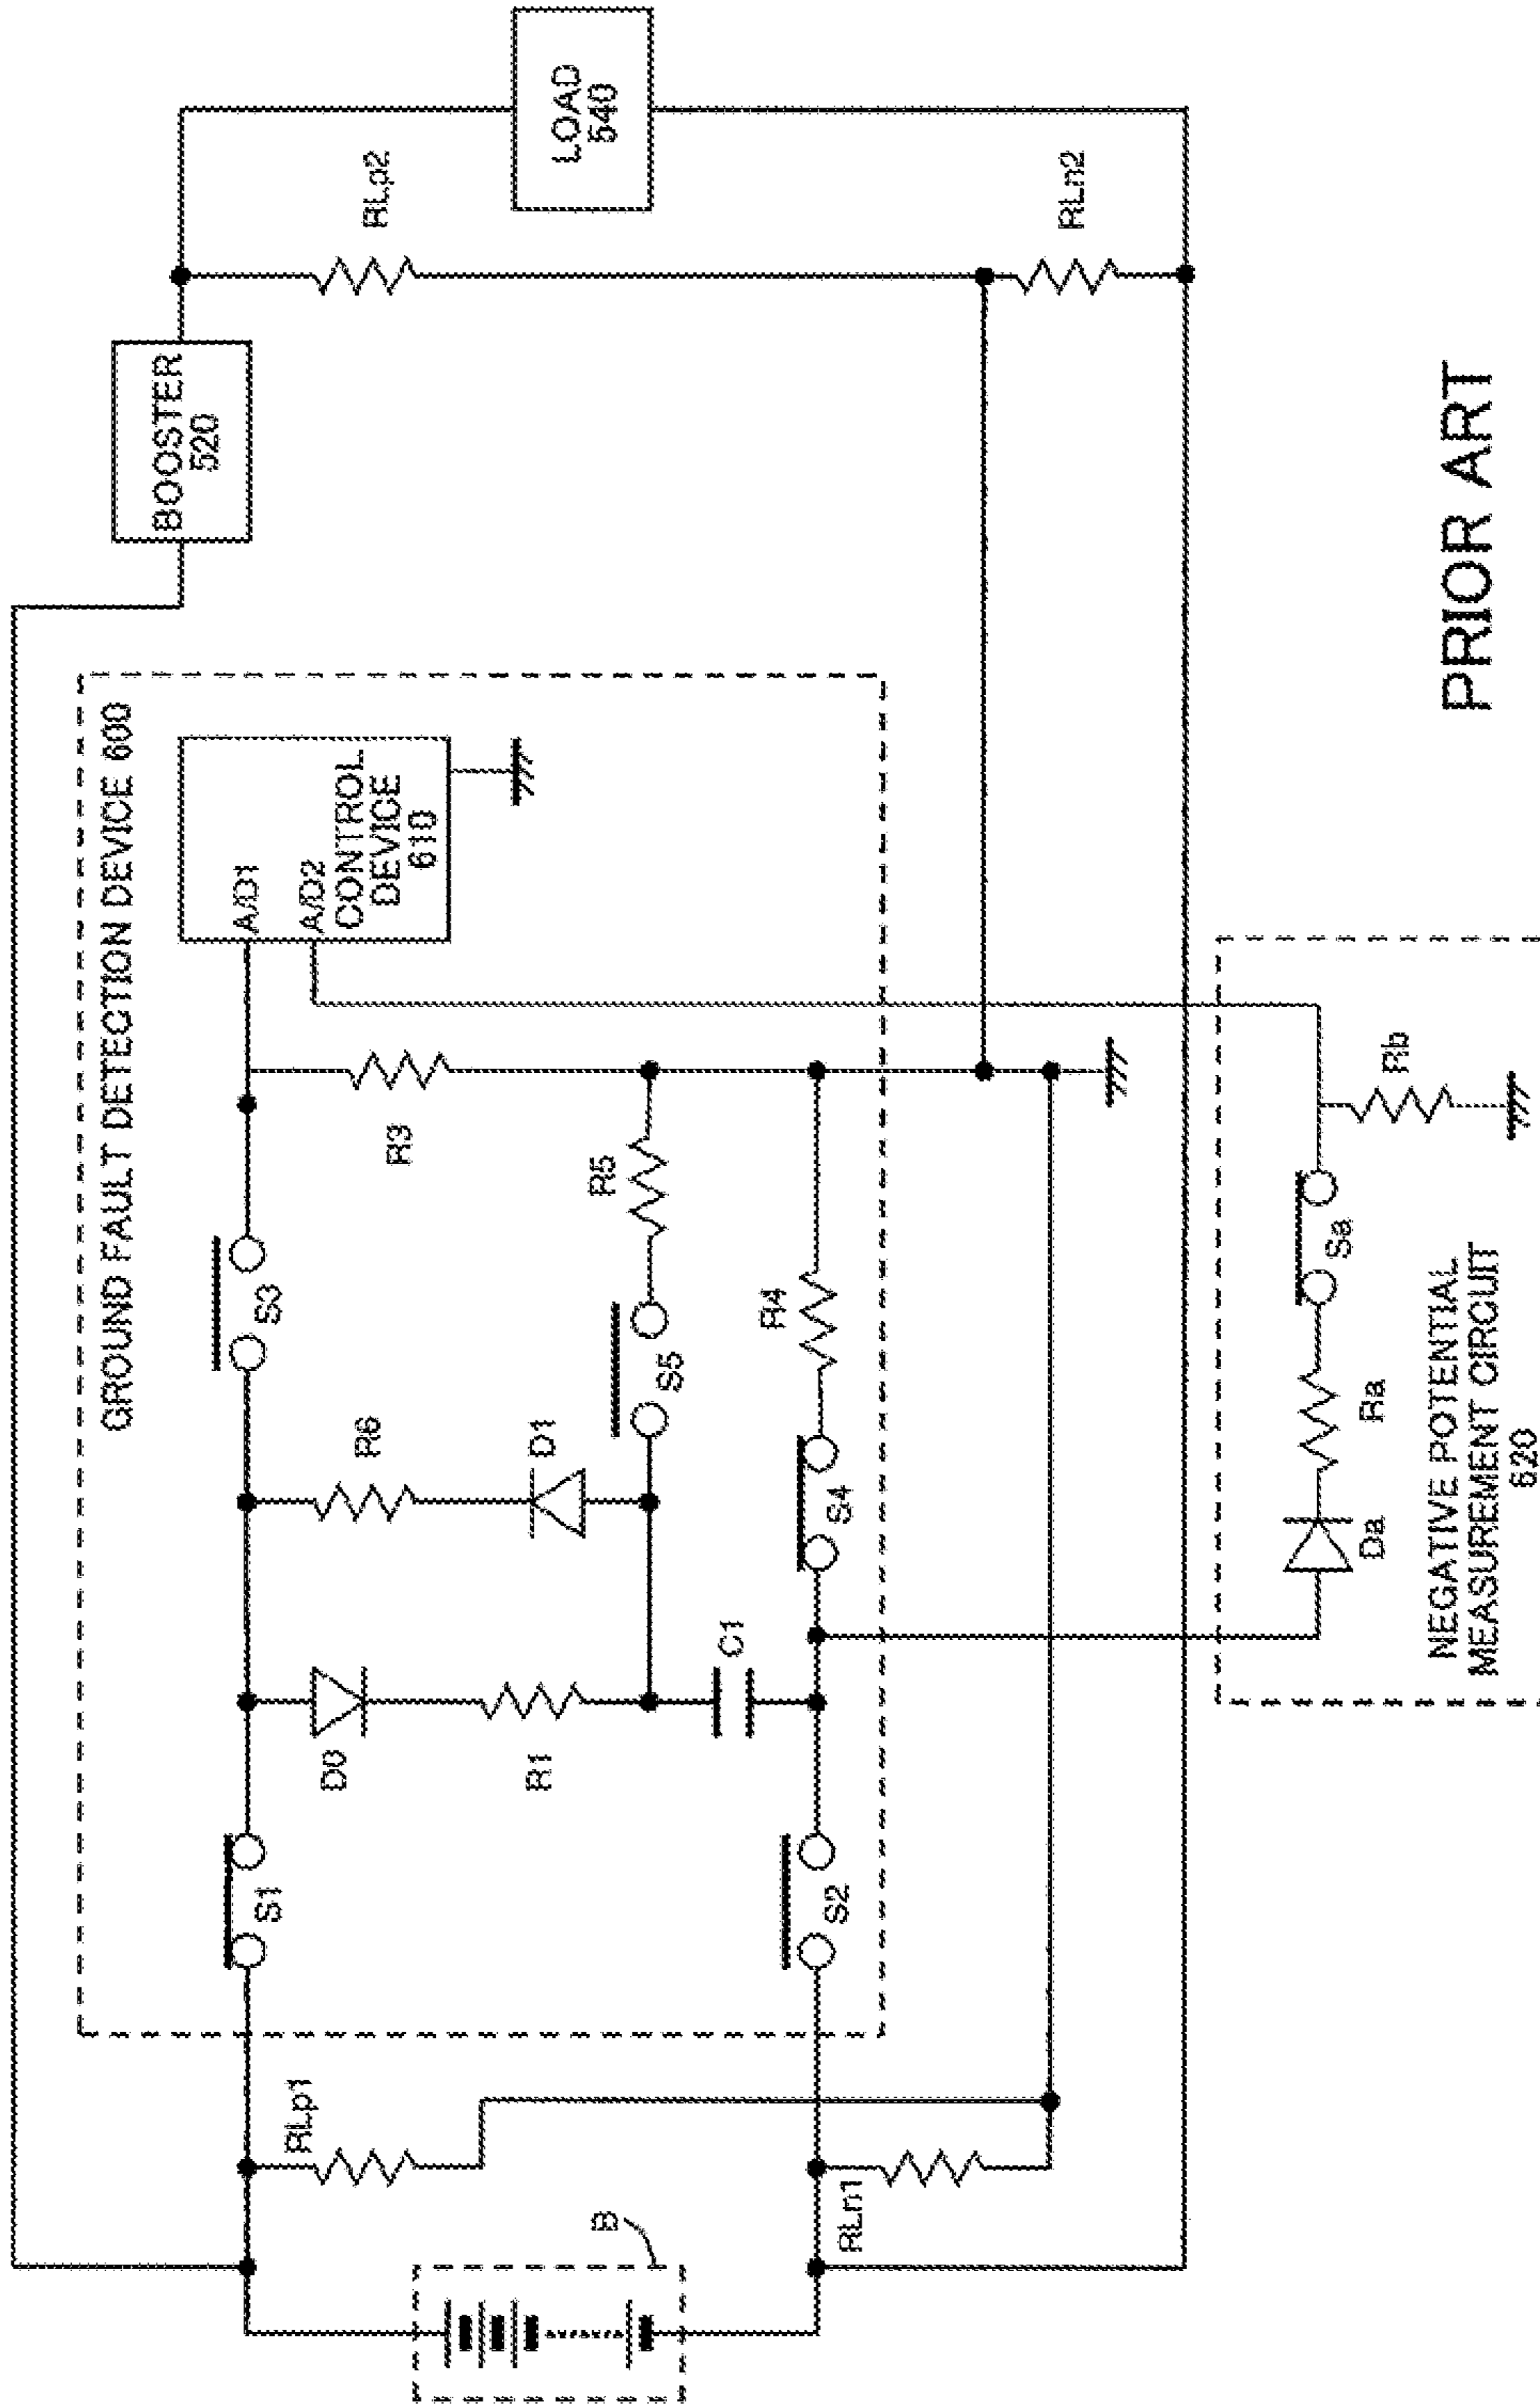 GROUND FAULT DETECTION DEVICE 600
BOOSTER
520
LOAD
540
A/D1
A/D2
CONTROL
DEVICE
610
S1
S3
D0
R1
R6
D1
R3
R5
S5
C1
S2
S4
R4
RLp1
RLn1
RLp2
RLn2
B
Da
Ra
Sa
Rb
NEGATIVE POTENTIAL
MEASUREMENT CIRCUIT
620
PRIOR ART